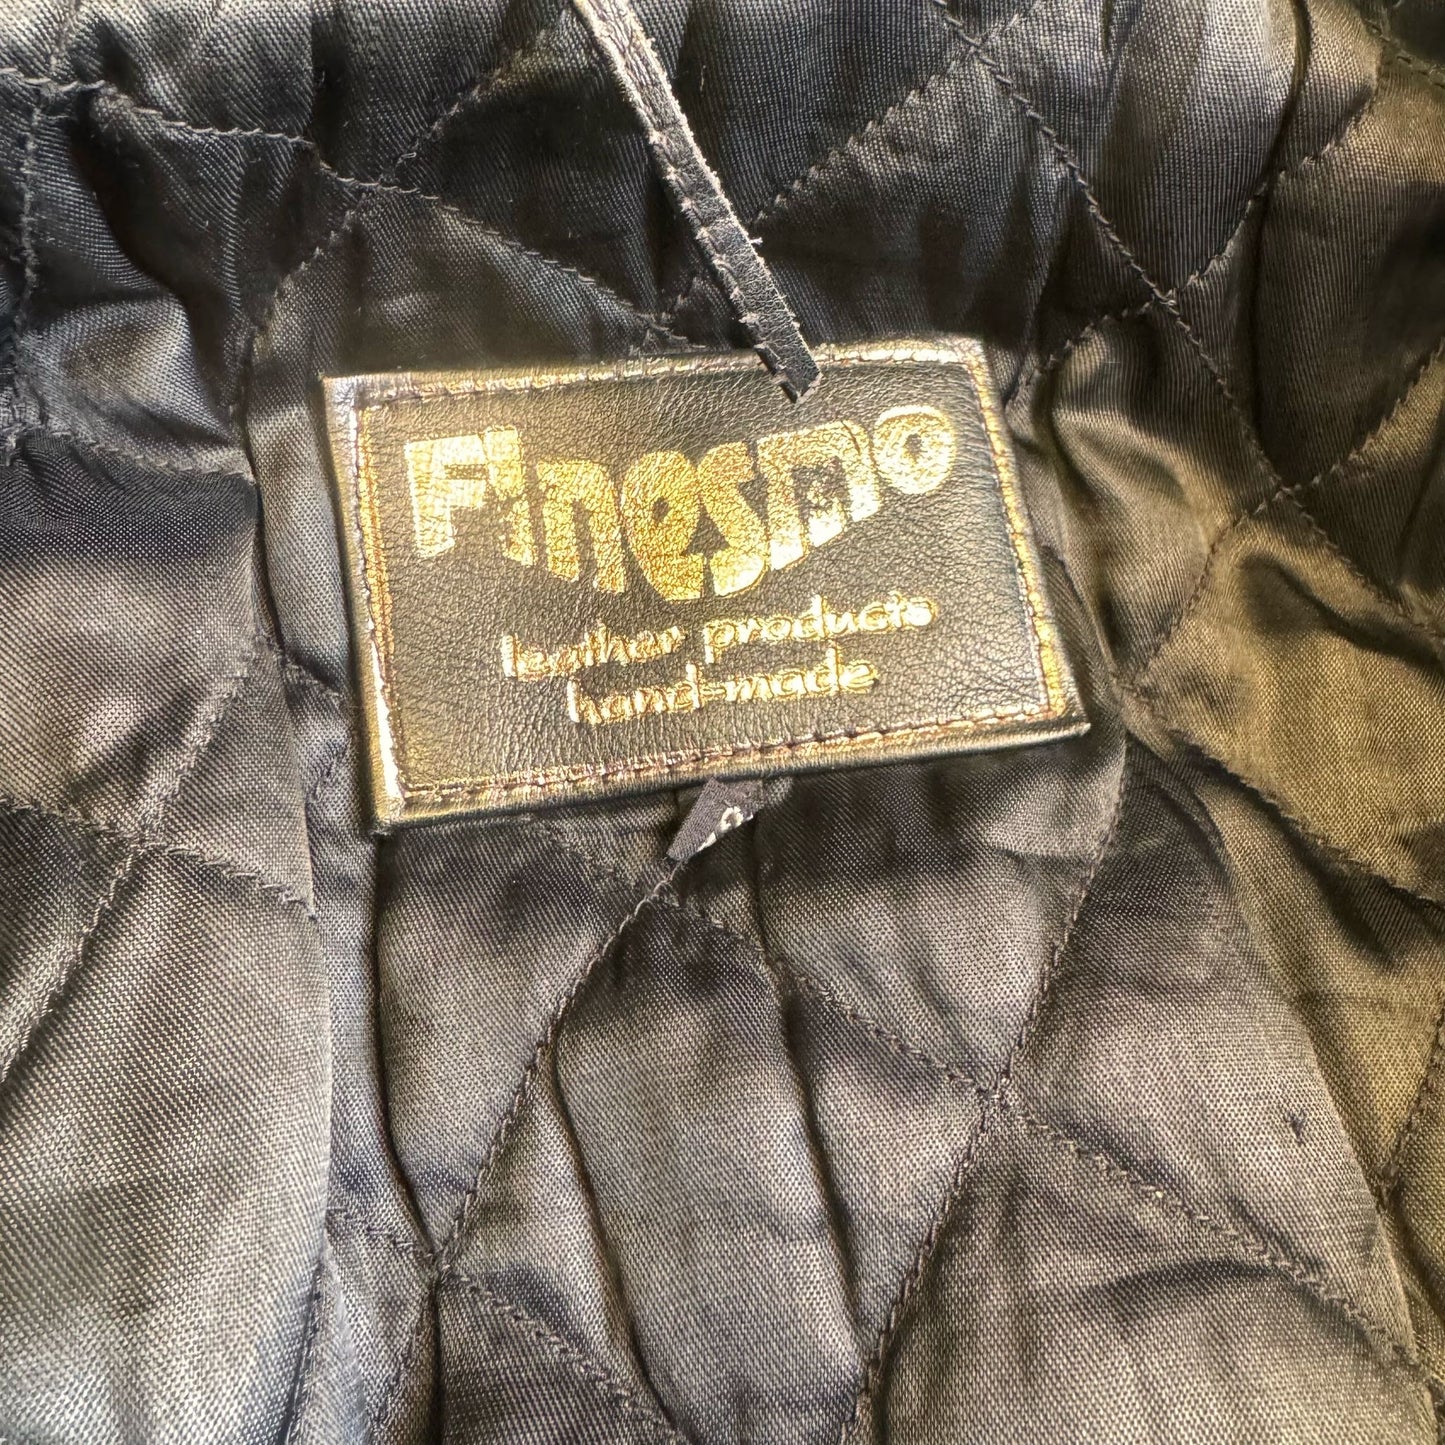 Finesmo
leather products
hand-made